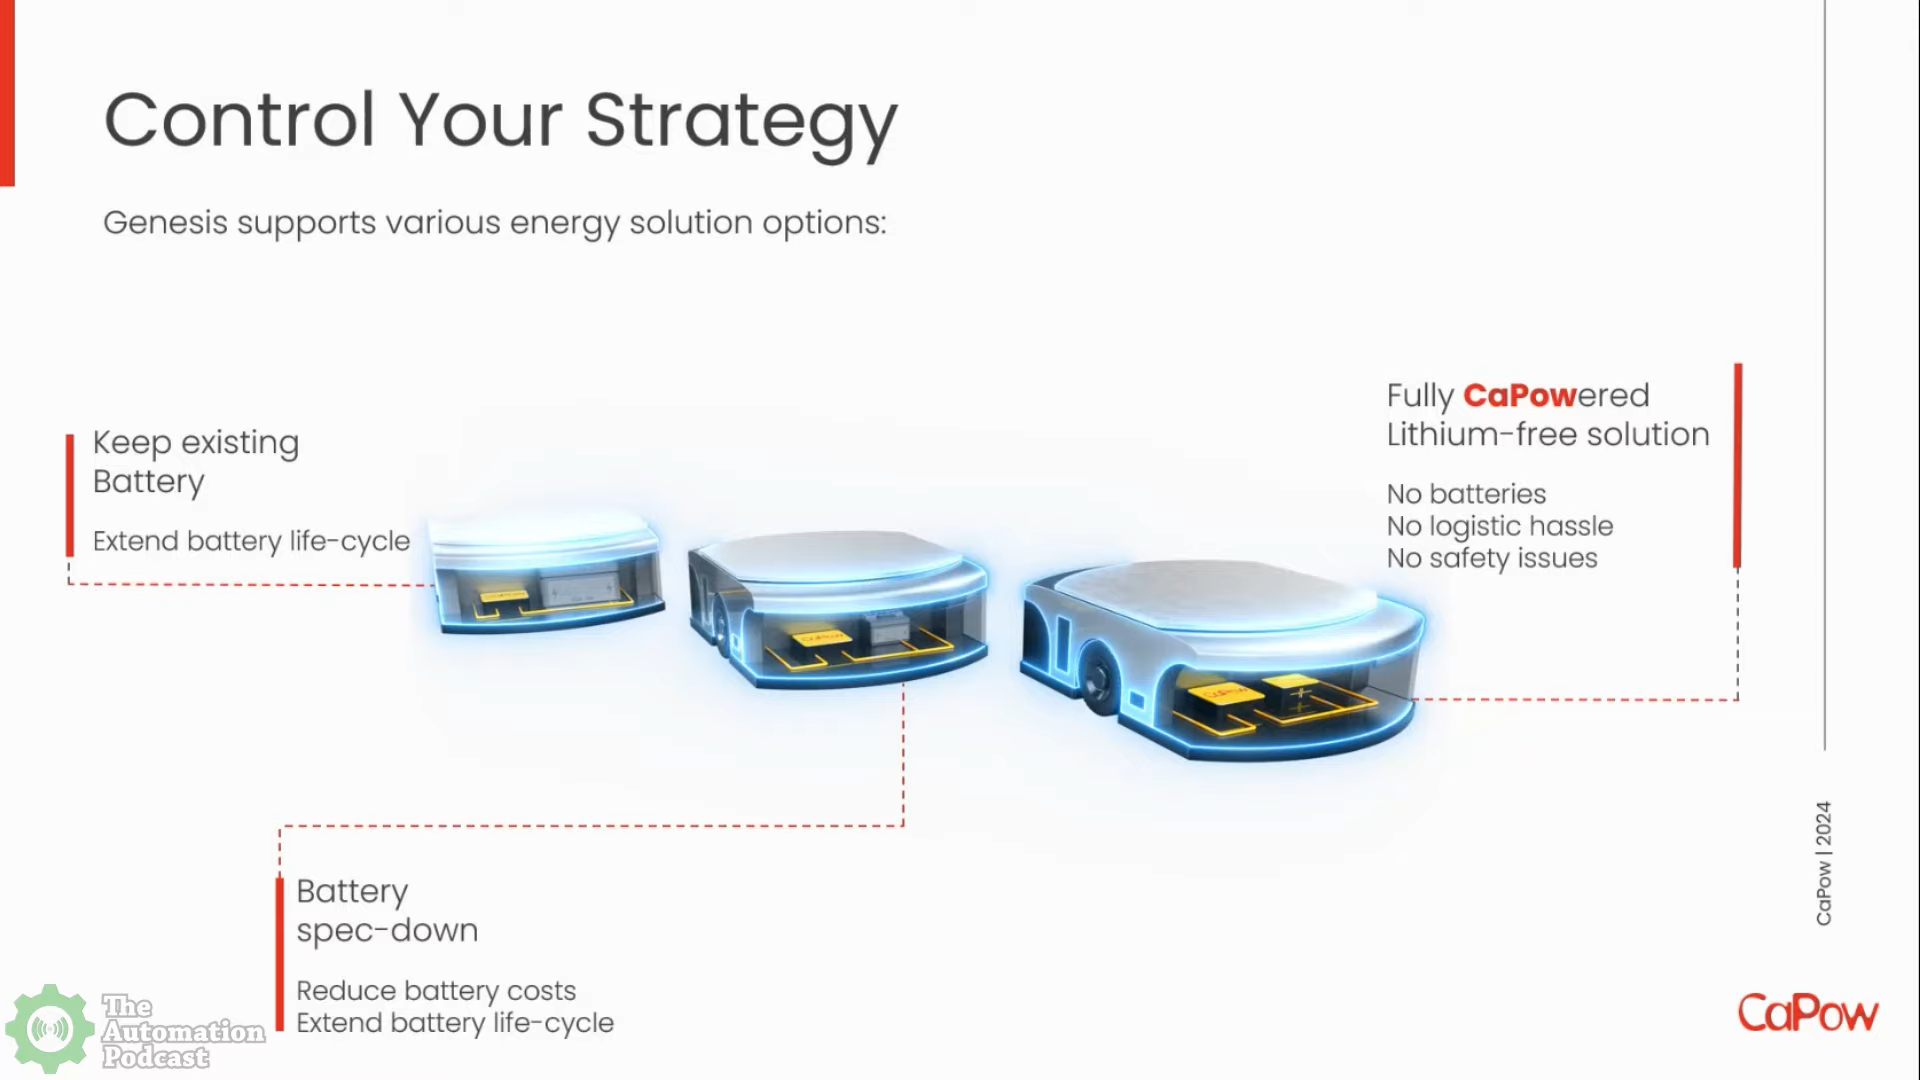 Control Your Strategy
Genesis supports various energy solution options:
Keep existing
Battery
Extend battery life-cycle
Fully CaPowered
Lithium-free solution
No batteries
No logistic hassle
No safety issues
CaPow
CaPow
Battery
spec-down
Reduce battery costs
Extend battery life-cycle
CaPow | 2024
CaPow
The
Automation
Podcast